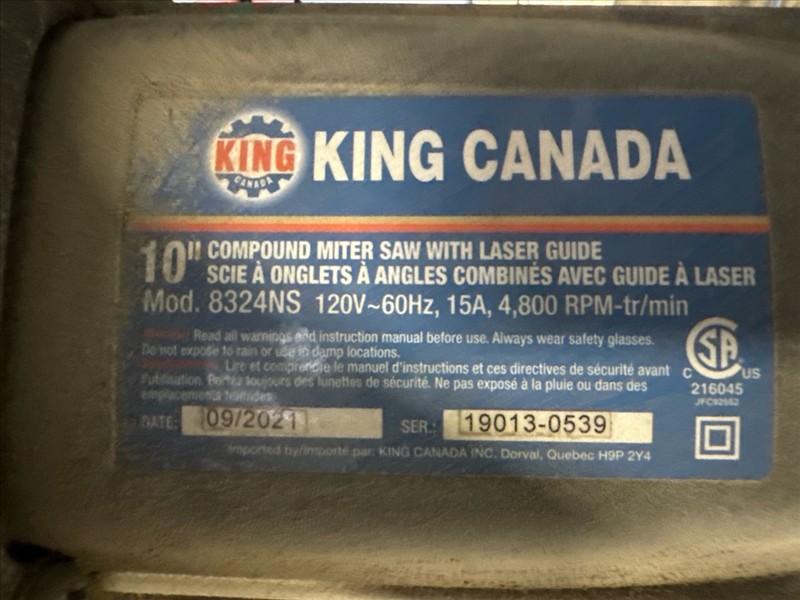 KING
CANADA
KING CANADA
10" COMPOUND MITER SAW WITH LASER GUIDE
SCIE À ONGLETS À ANGLES COMBINÉS AVEC GUIDE À LASER
Mod. 8324NS 120V~60Hz, 15A, 4,800 RPM-tr/min
Read all warnings and instruction manual before use. Always wear safety glasses.
Do not expose to rain or use in damp locations.
Lire et comprendre le manuel d'instructions et ces directives de sécurité avant
l'utilisation. Portez toujours des lunettes de sécurité. Ne pas exposé à la pluie ou dans des
emplacements humides.
SA
C US
216045
JFC92552
DATE: 09/2021 SER.: 19013-0539
Imported by/importé par: KING CANADA INC. Dorval, Quebec H9P 2Y4